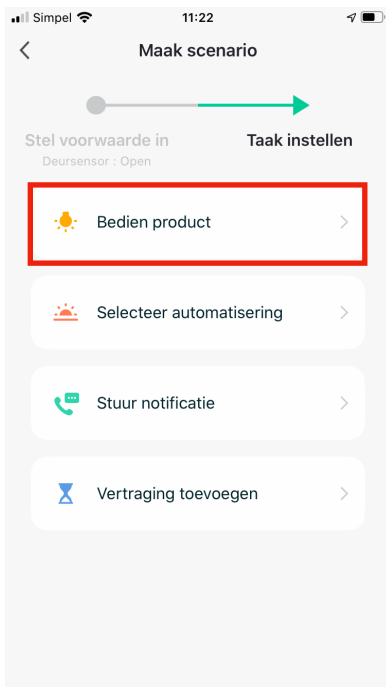 Simpel 11:22
Maak scenario
Stel voorwaarde in Taak instellen
Deursensor : Open
Bedien product
Selecteer automatisering
Stuur notificatie
Vertraging toevoegen